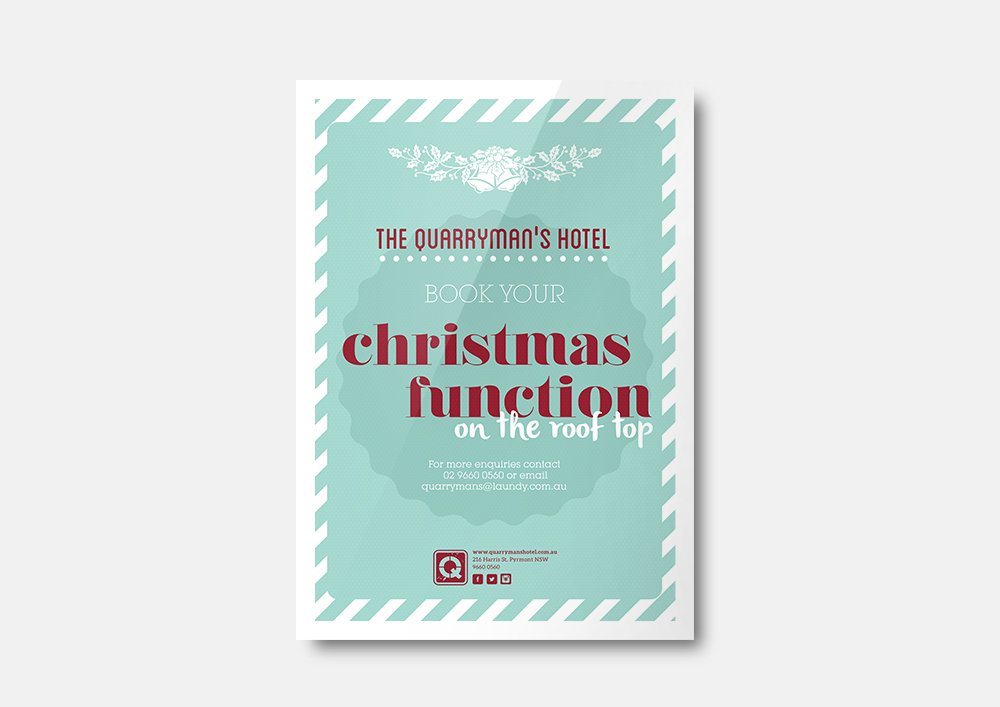 THE QUARRYMAN'S HOTEL
BOOK YOUR
christmas
function
on the roof top
For more enquiries contact
02 9660 0560 or email
quarrymans@laundy.com.au
Q
www.quarrymanshotel.com.au
216 Harris St, Pyrmont NSW
9660 0560